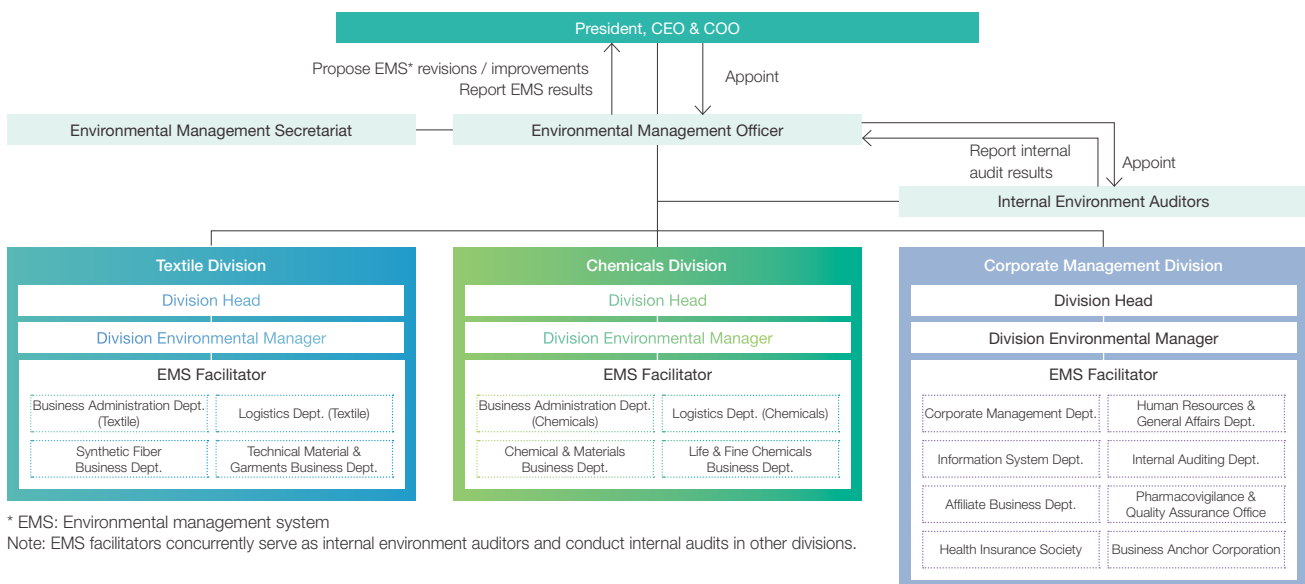 President, CEO & COO
Propose EMS* revisions / improvements
Report EMS results
Appoint
Environmental Management Secretariat
Environmental Management Officer
Report internal
audit results
Appoint
Internal Environment Auditors
Textile Division
Division Head
Division Environmental Manager
EMS Facilitator
Business Administration Dept.
(Textile)
Logistics Dept. (Textile)
Synthetic Fiber
Business Dept.
Technical Material &
Garments Business Dept.
Chemicals Division
Division Head
Division Environmental Manager
EMS Facilitator
Business Administration Dept.
(Chemicals)
Logistics Dept. (Chemicals)
Chemical & Materials
Business Dept.
Life & Fine Chemicals
Business Dept.
Corporate Management Division
Division Head
Division Environmental Manager
EMS Facilitator
Corporate Management Dept.
Human Resources &
General Affairs Dept.
Information System Dept.
Internal Auditing Dept.
Affiliate Business Dept.
Pharmacovigilance &
Quality Assurance Office
Health Insurance Society
Business Anchor Corporation
* EMS: Environmental management system
Note: EMS facilitators concurrently serve as internal environment auditors and conduct internal audits in other divisions.